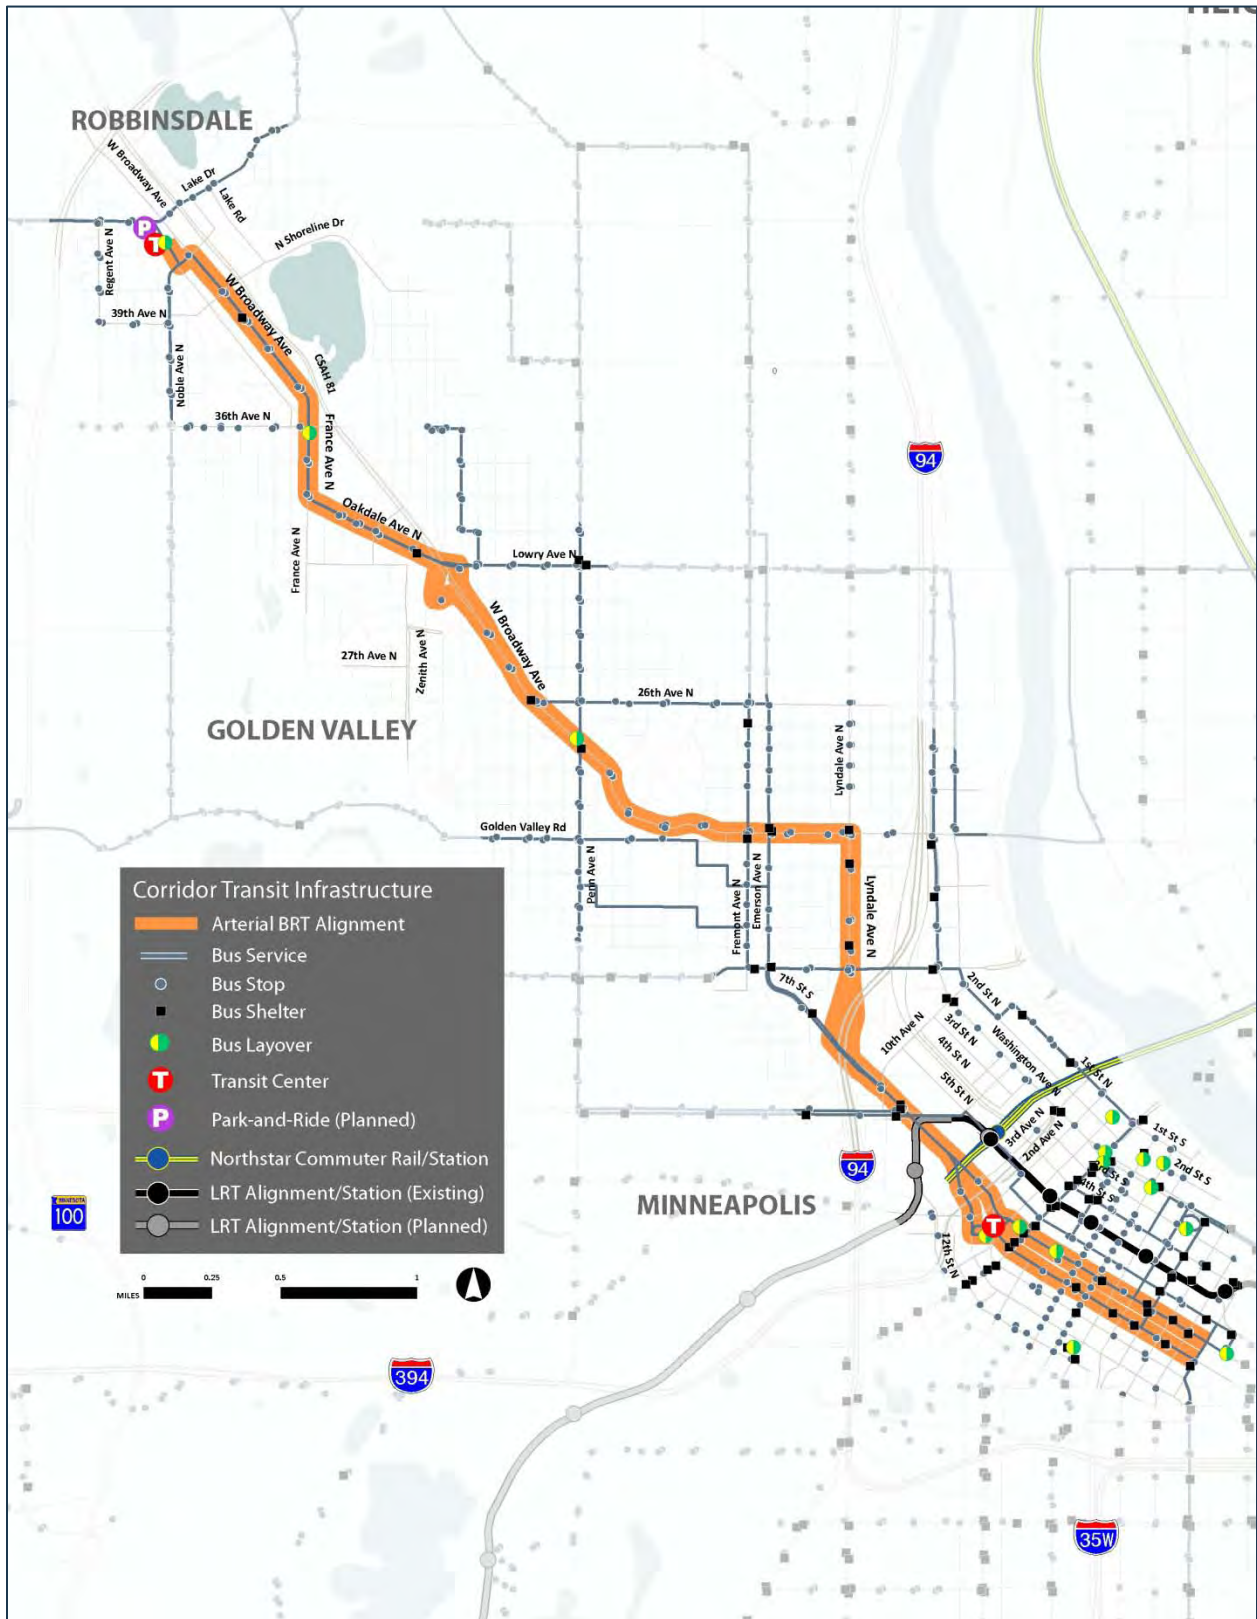 ROBBINSDALE
W Broadway Ave
Lake Dr
Lake Rd
P
T
Regent Ave N
N Shoreline Dr
39th Ave N
W Broadway Ave
CSAH 81
Noble Ave N
36th Ave N
France Ave N
94
Oakdale Ave N
France Ave N
Lowry Ave N
W Broadway Ave
27th Ave N
Zenith Ave N
26th Ave N
GOLDEN VALLEY
Lyndale Ave N
Golden Valley Rd
Penn Ave N
Fremont Ave N
Emerson Ave N
Lyndale Ave N
7th St S
2nd St N
10th Ave N
3rd St N
4th St N
5th St N
Washington Ave N
1st St N
3rd Ave N
2nd Ave N
1st St S
2nd St S
3rd St S
4th St S
94
MINNEAPOLIS
T
12th St N
Corridor Transit Infrastructure
Arterial BRT Alignment
Bus Service
Bus Stop
Bus Shelter
Bus Layover
T Transit Center
P Park-and-Ride (Planned)
Northstar Commuter Rail/Station
LRT Alignment/Station (Existing)
LRT Alignment/Station (Planned)
MINNESOTA
100
0 0.25 0.5 1
MILES
394
35W